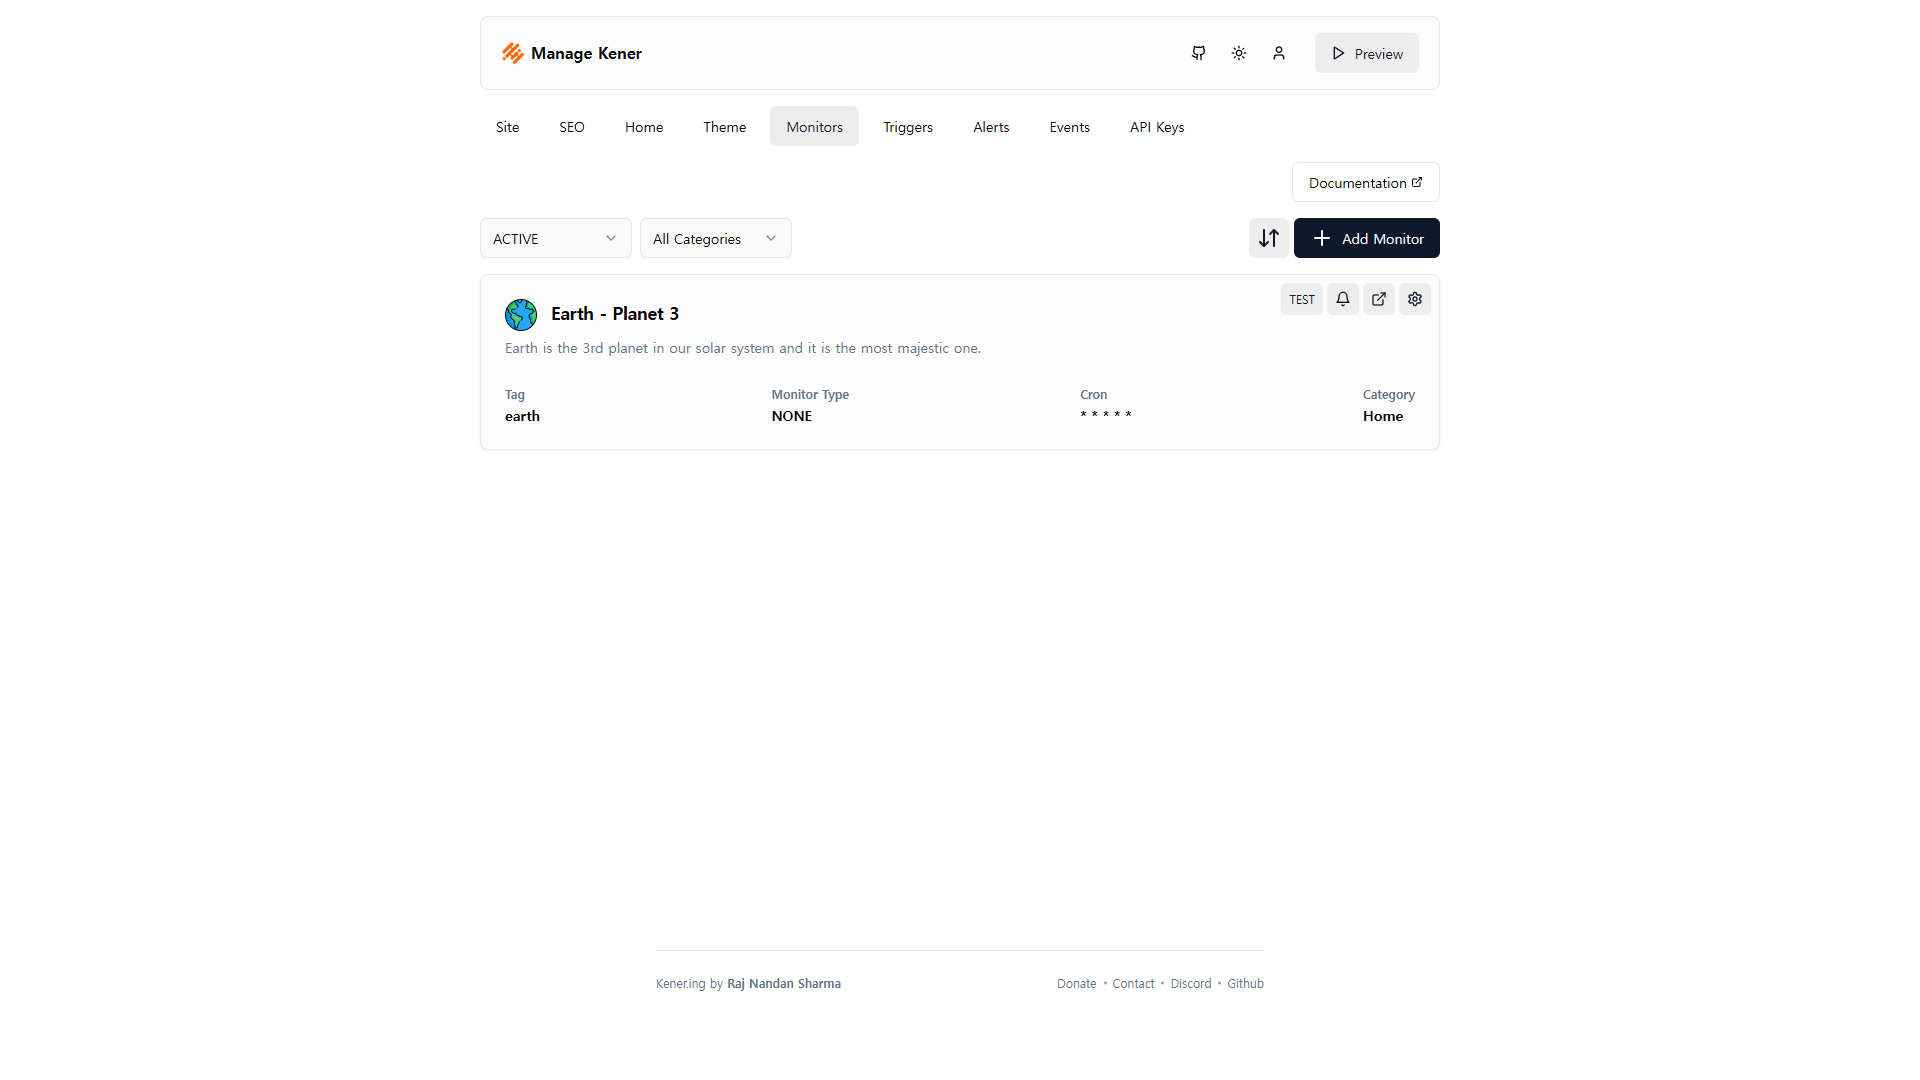 Manage Kener
Preview
Site SEO Home Theme Monitors Triggers Alerts Events API Keys
Documentation
ACTIVE All Categories Add Monitor
Earth - Planet 3
TEST
Earth is the 3rd planet in our solar system and it is the most majestic one.
Tag Monitor Type Cron Category
earth NONE * * * * * Home
Kener.ing by Raj Nandan Sharma Donate • Contact • Discord • Github